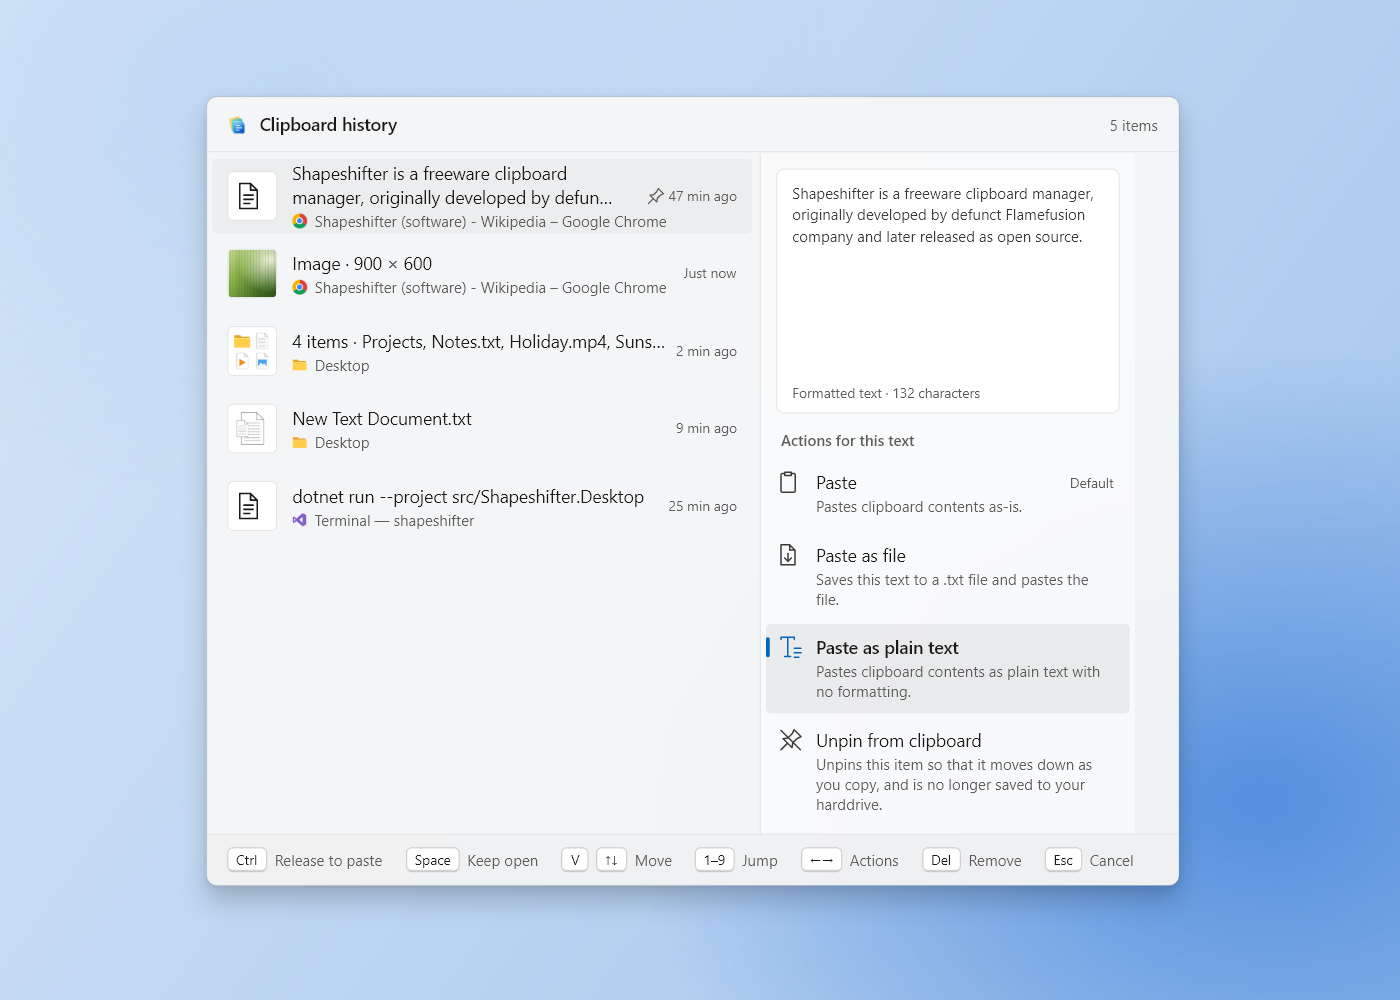 Clipboard history
5 items
Shapeshifter is a freeware clipboard
manager, originally developed by defun...
47 min ago
Shapeshifter (software) - Wikipedia – Google Chrome
Image · 900 × 600
Just now
Shapeshifter (software) - Wikipedia – Google Chrome
4 items · Projects, Notes.txt, Holiday.mp4, Suns...
2 min ago
Desktop
New Text Document.txt
9 min ago
Desktop
dotnet run --project src/Shapeshifter.Desktop
25 min ago
Terminal — shapeshifter
Shapeshifter is a freeware clipboard manager,
originally developed by defunct Flamefusion
company and later released as open source.
Formatted text · 132 characters
Actions for this text
Paste
Default
Pastes clipboard contents as-is.
Paste as file
Saves this text to a .txt file and pastes the
file.
Paste as plain text
Pastes clipboard contents as plain text with
no formatting.
Unpin from clipboard
Unpins this item so that it moves down as
you copy, and is no longer saved to your
harddrive.
Ctrl Release to paste Space Keep open V ↑↓ Move 1–9 Jump ←→ Actions Del Remove Esc Cancel